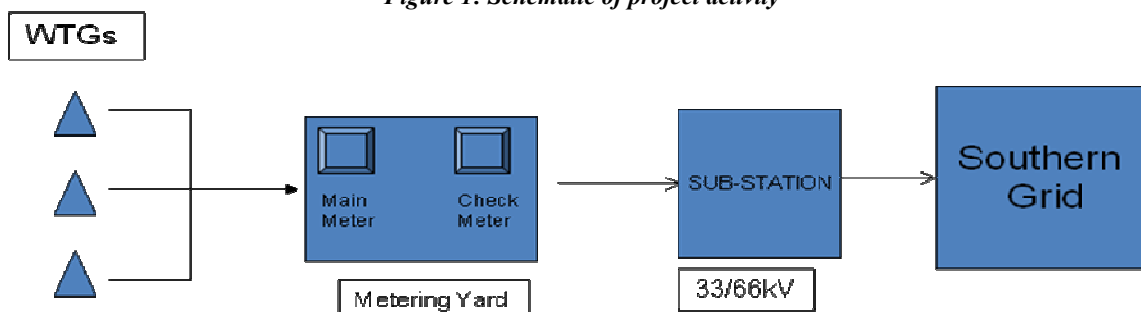 Figure 1: Schematic of project activity
WTGs
Main
Meter
Check
Meter
Metering Yard
SUB-STATION
33/66kV
Southern
Grid